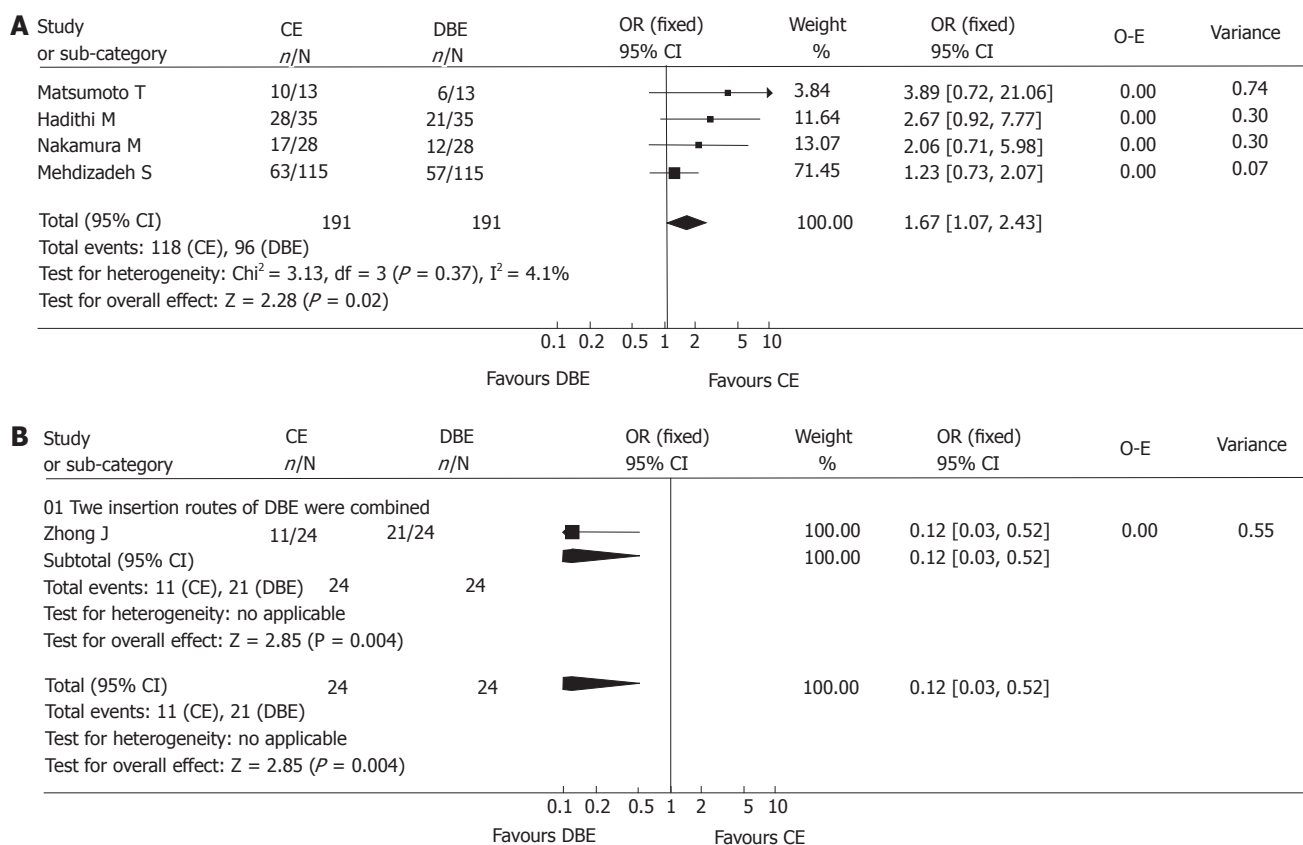 A Study CE DBE OR (fixed) Weight OR (fixed) O-E Variance
or sub-category n/N n/N 95% CI % 95% CI
Matsumoto T 10/13 6/13 3.84 3.89 [0.72, 21.06] 0.00 0.74
Hadithi M 28/35 21/35 11.64 2.67 [0.92, 7.77] 0.00 0.30
Nakamura M 17/28 12/28 13.07 2.06 [0.71, 5.98] 0.00 0.30
Mehdizadeh S 63/115 57/115 71.45 1.23 [0.73, 2.07] 0.00 0.07
Total (95% CI) 191 191 100.00 1.67 [1.07, 2.43]
Total events: 118 (CE), 96 (DBE)
Test for heterogeneity: Chi² = 3.13, df = 3 (P = 0.37), I² = 4.1%
Test for overall effect: Z = 2.28 (P = 0.02)
0.1 0.2 0.5 1 2 5 10
Favours DBE Favours CE
B Study CE DBE OR (fixed) Weight OR (fixed) O-E Variance
or sub-category n/N n/N 95% CI % 95% CI
01 Twe insertion routes of DBE were combined
Zhong J 11/24 21/24 100.00 0.12 [0.03, 0.52] 0.00 0.55
Subtotal (95% CI) 100.00 0.12 [0.03, 0.52]
Total events: 11 (CE), 21 (DBE) 24 24
Test for heterogeneity: no applicable
Test for overall effect: Z = 2.85 (P = 0.004)
Total (95% CI) 24 24 100.00 0.12 [0.03, 0.52]
Total events: 11 (CE), 21 (DBE)
Test for heterogeneity: no applicable
Test for overall effect: Z = 2.85 (P = 0.004)
0.1 0.2 0.5 1 2 5 10
Favours DBE Favours CE